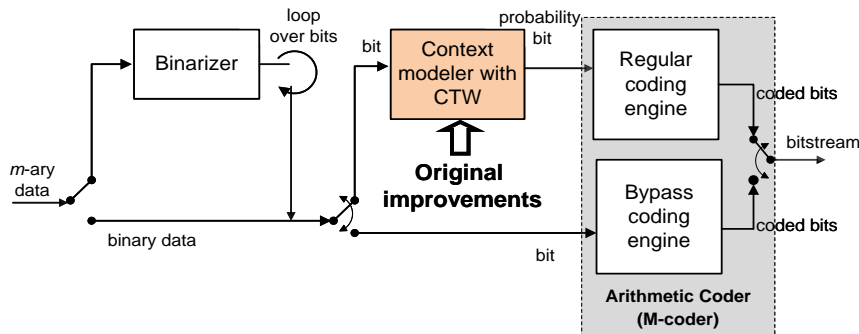 loop
over bits
Binarizer
m-ary
data
binary data
bit
Context
modeler with
CTW
Original
improvements
probability
bit
bit
Regular
coding
engine
coded bits
Bypass
coding
engine
coded bits
bitstream
Arithmetic Coder
(M-coder)